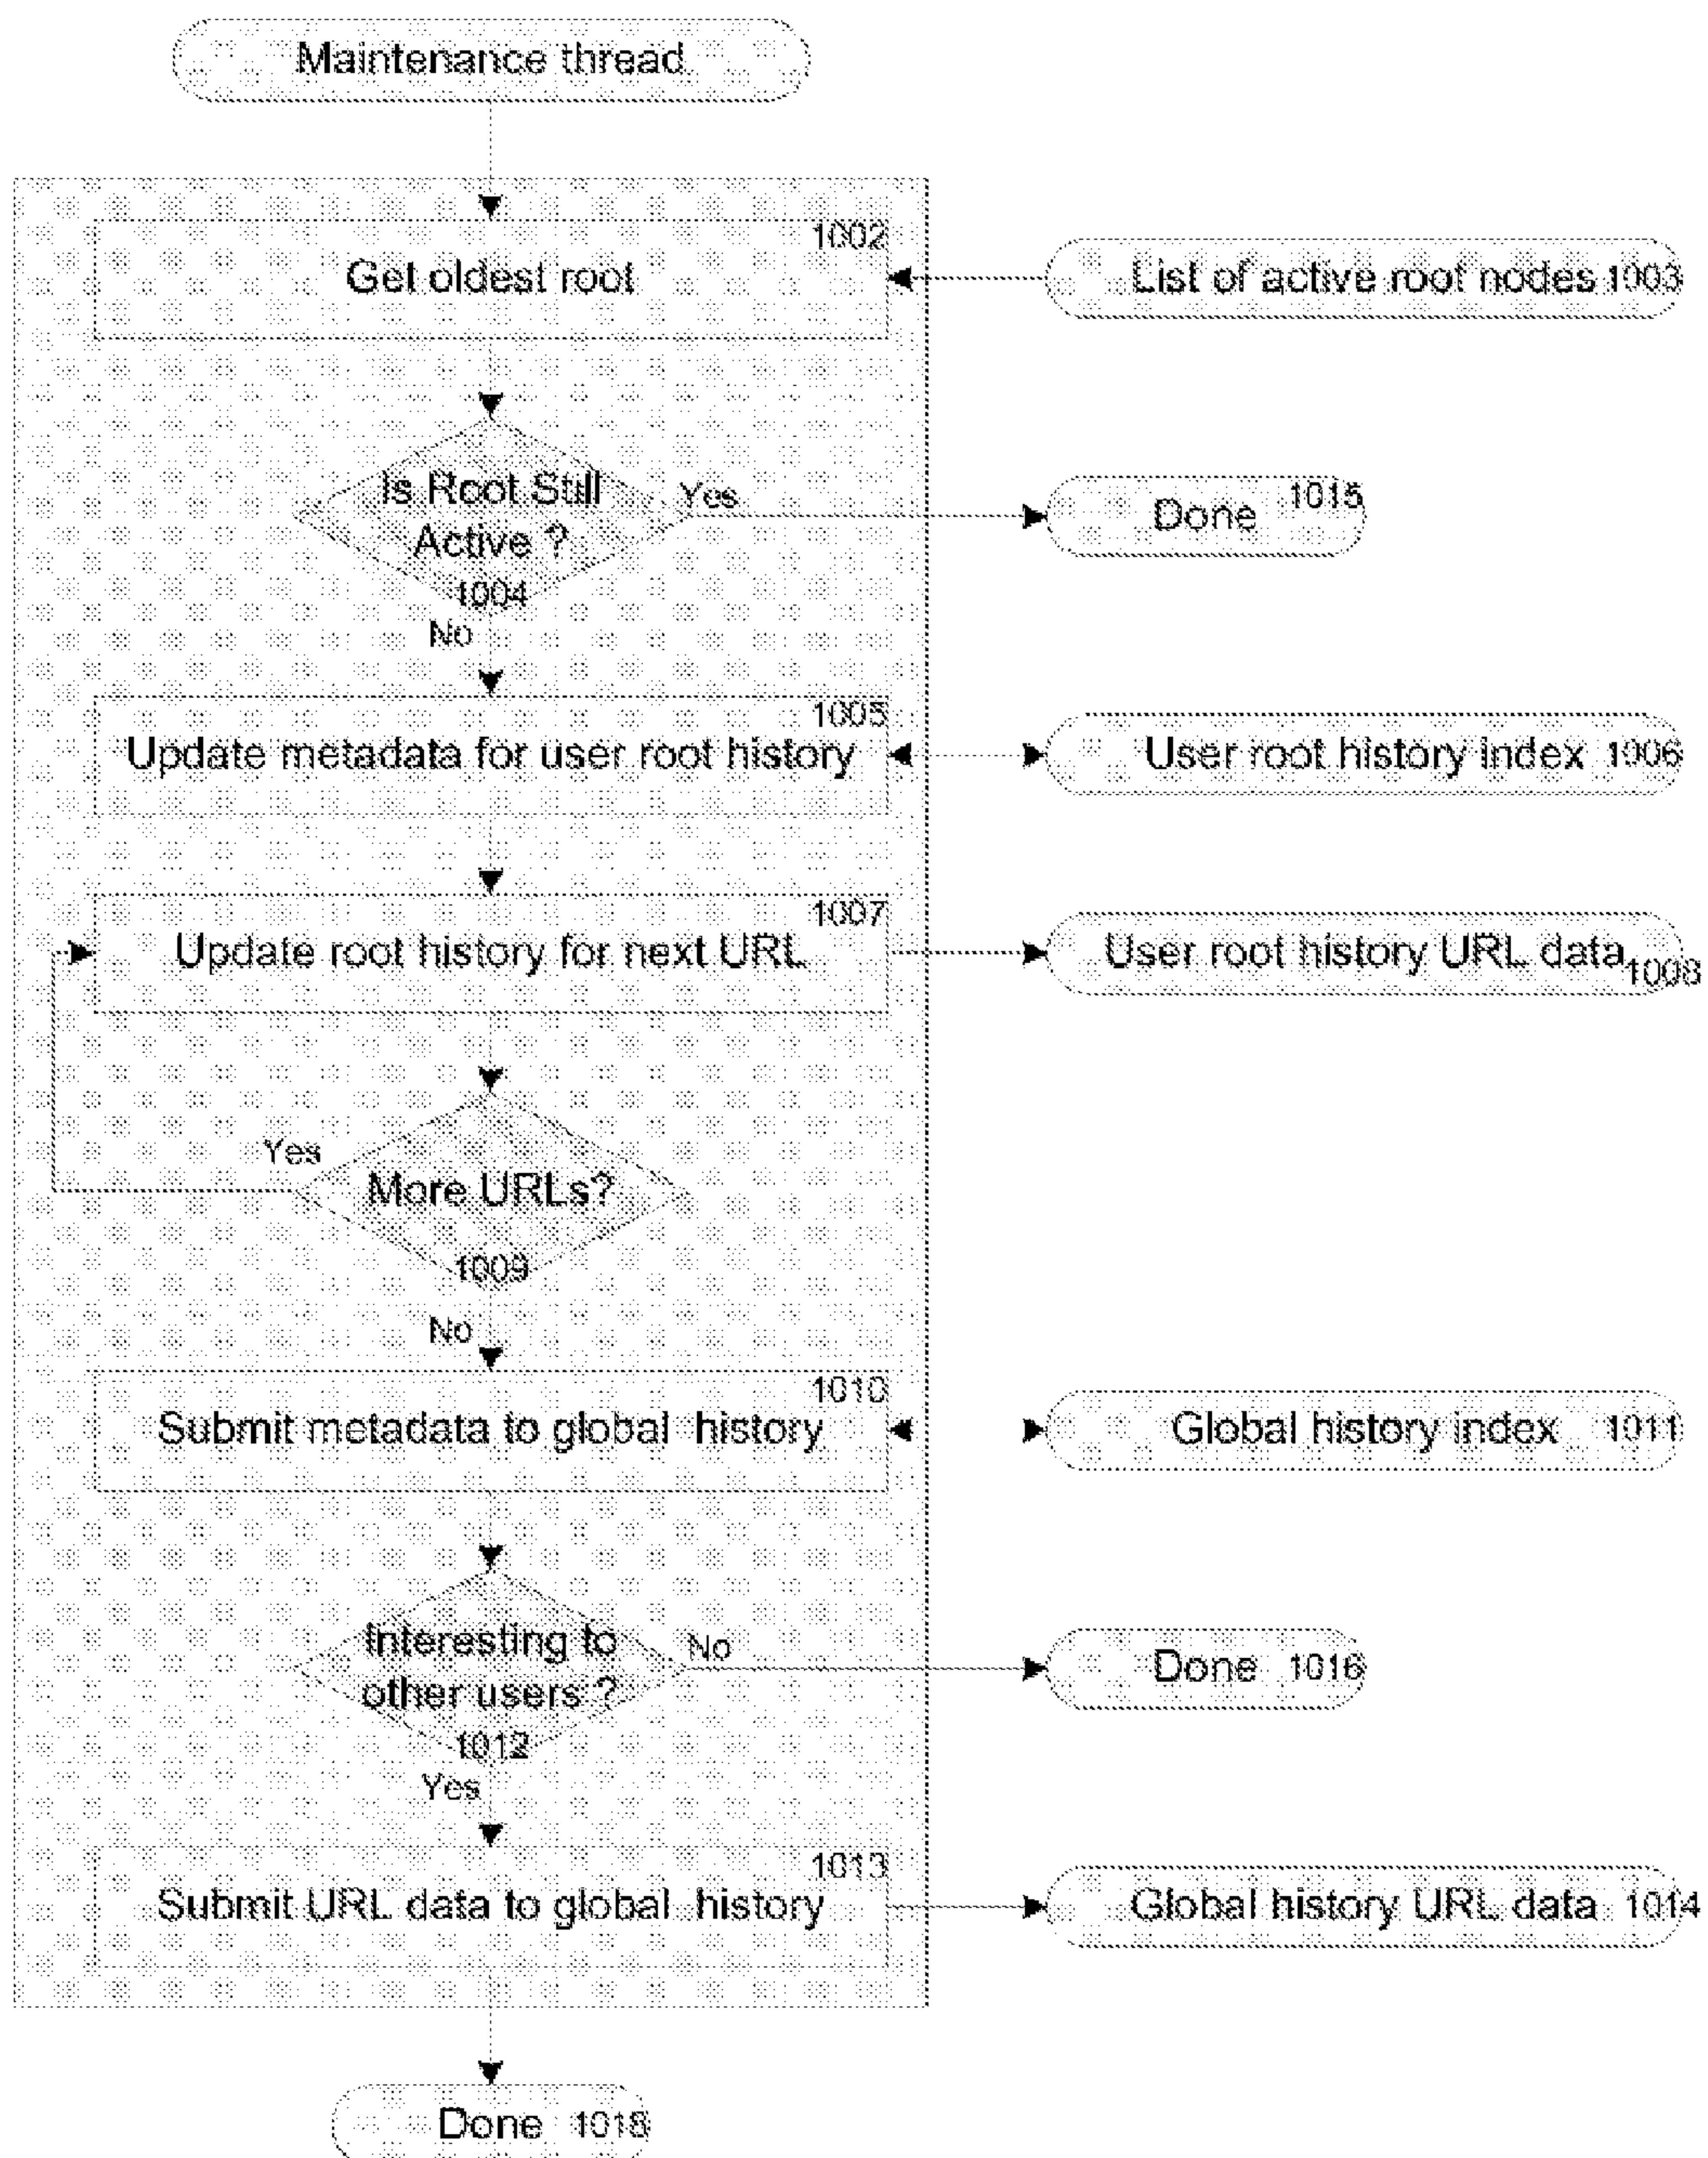 Maintenance thread
1002
Get oldest root
List of active root nodes 1003
Is Root Still
Active ?
1004
Yes
Done 1015
No
1005
Update metadata for user root history
User root history index 1006
1007
Update root history for next URL
User root history URL data 1008
Yes
More URLs?
1009
No
1010
Submit metadata to global history
Global history index 1011
Interesting to
other users ?
1012
No
Done 1016
Yes
1013
Submit URL data to global history
Global history URL data 1014
Done 1018